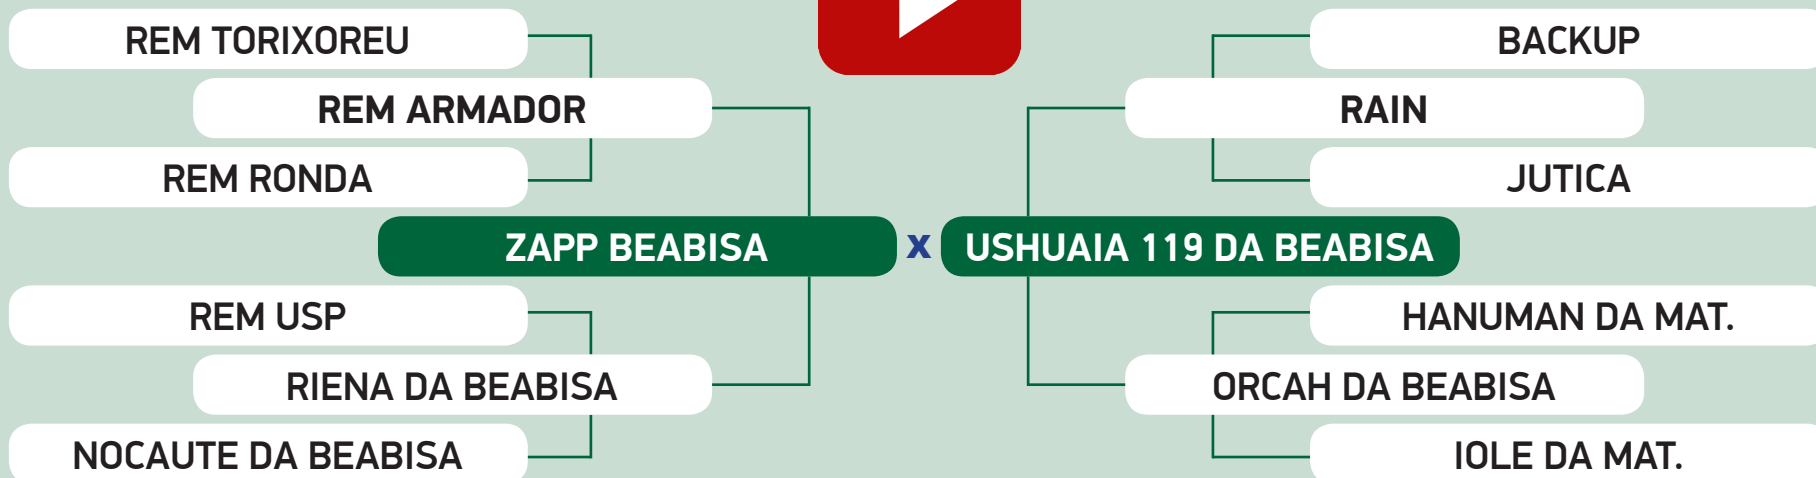 REM TORIXOREU
BACKUP
REM ARMADOR
RAIN
REM RONDA
JUTICA
ZAPP BEABISA x USHUAIA 119 DA BEABISA
REM USP
HANUMAN DA MAT.
RIENA DA BEABISA
ORCAH DA BEABISA
NOCAUTE DA BEABISA
IOLE DA MAT.